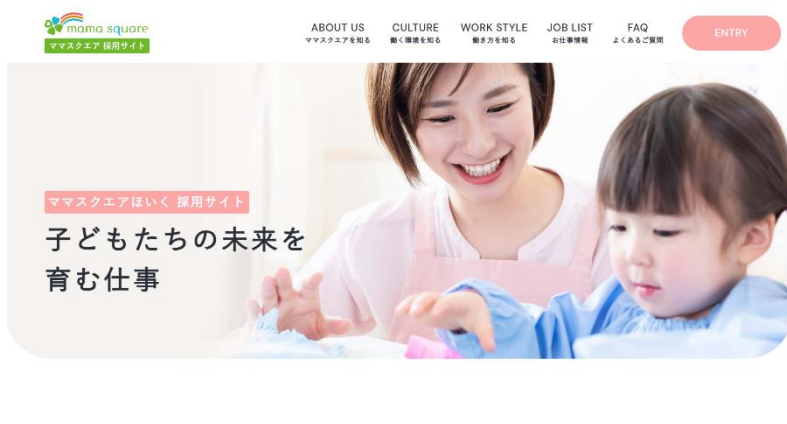 mama square
ママスクエア 採用サイト
ABOUT US
ママスクエアを知る
CULTURE
働く環境を知る
WORK STYLE
働き方を知る
JOB LIST
お仕事情報
FAQ
よくあるご質問
ENTRY
ママスクエアほいく 採用サイト
子どもたちの未来を
育む仕事